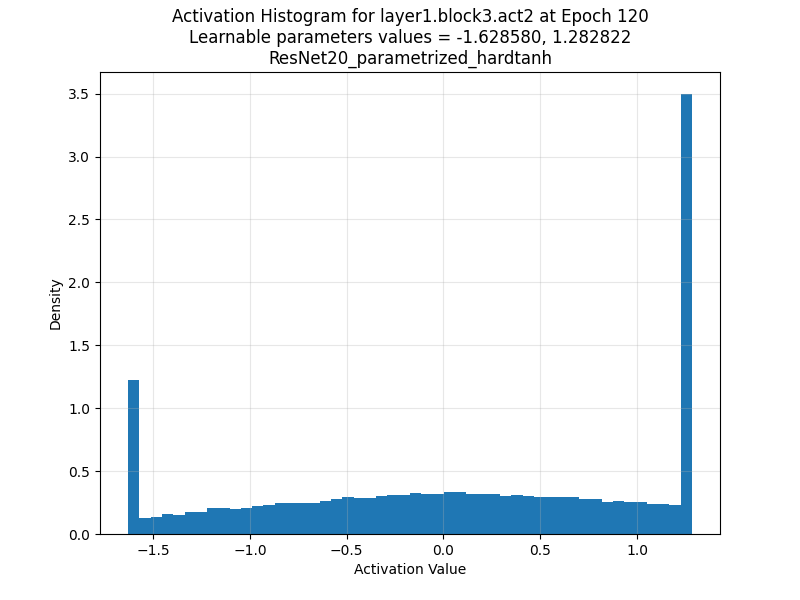 Activation Histogram for layer1.block3.act2 at Epoch 120
Learnable parameters values = -1.628580, 1.282822
ResNet20_parametrized_hardtanh
Density
3.5
3.0
2.5
2.0
1.5
1.0
0.5
0.0
−1.5 −1.0 −0.5 0.0 0.5 1.0
Activation Value